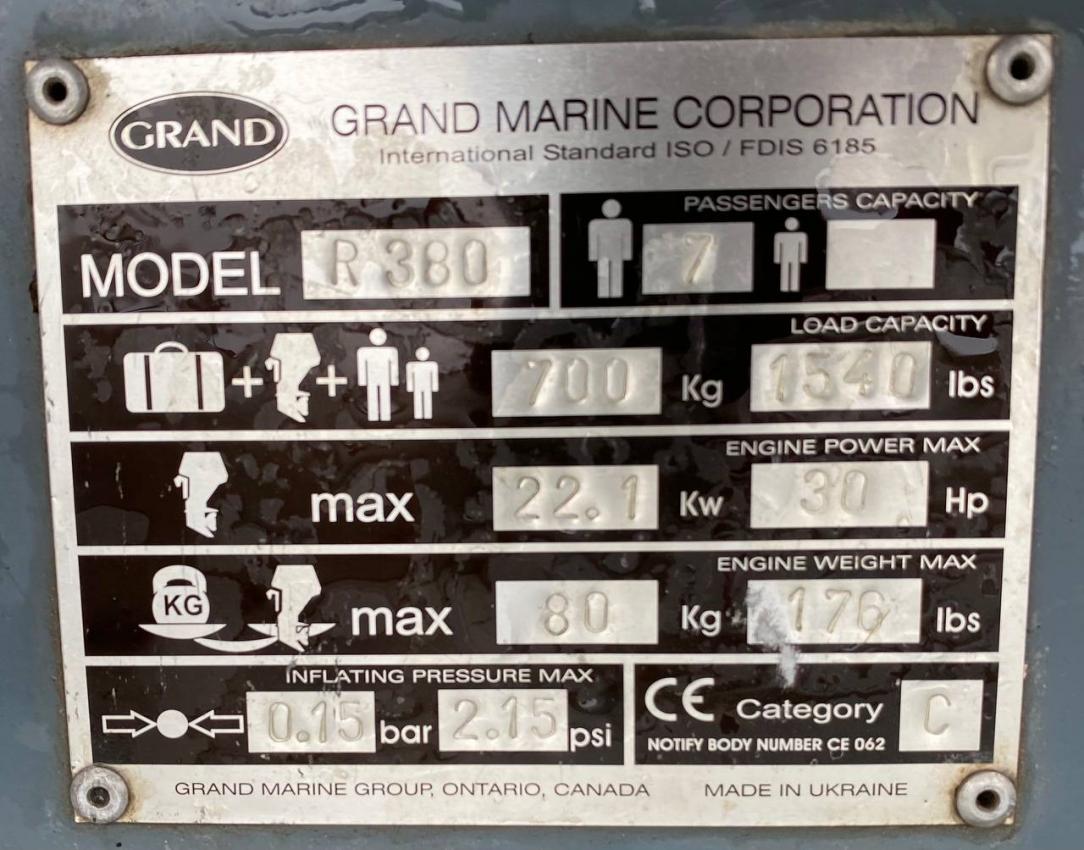 GRAND
GRAND MARINE CORPORATION
International Standard ISO / FDIS 6185
MODEL R 380
PASSENGERS CAPACITY
7
LOAD CAPACITY
+ + 700 Kg 1540 lbs
ENGINE POWER MAX
max 22.1 Kw 30 Hp
ENGINE WEIGHT MAX
KG max 80 Kg 176 lbs
INFLATING PRESSURE MAX
0.15 bar 2.15 psi
CE Category C
NOTIFY BODY NUMBER CE 062
GRAND MARINE GROUP, ONTARIO, CANADA MADE IN UKRAINE